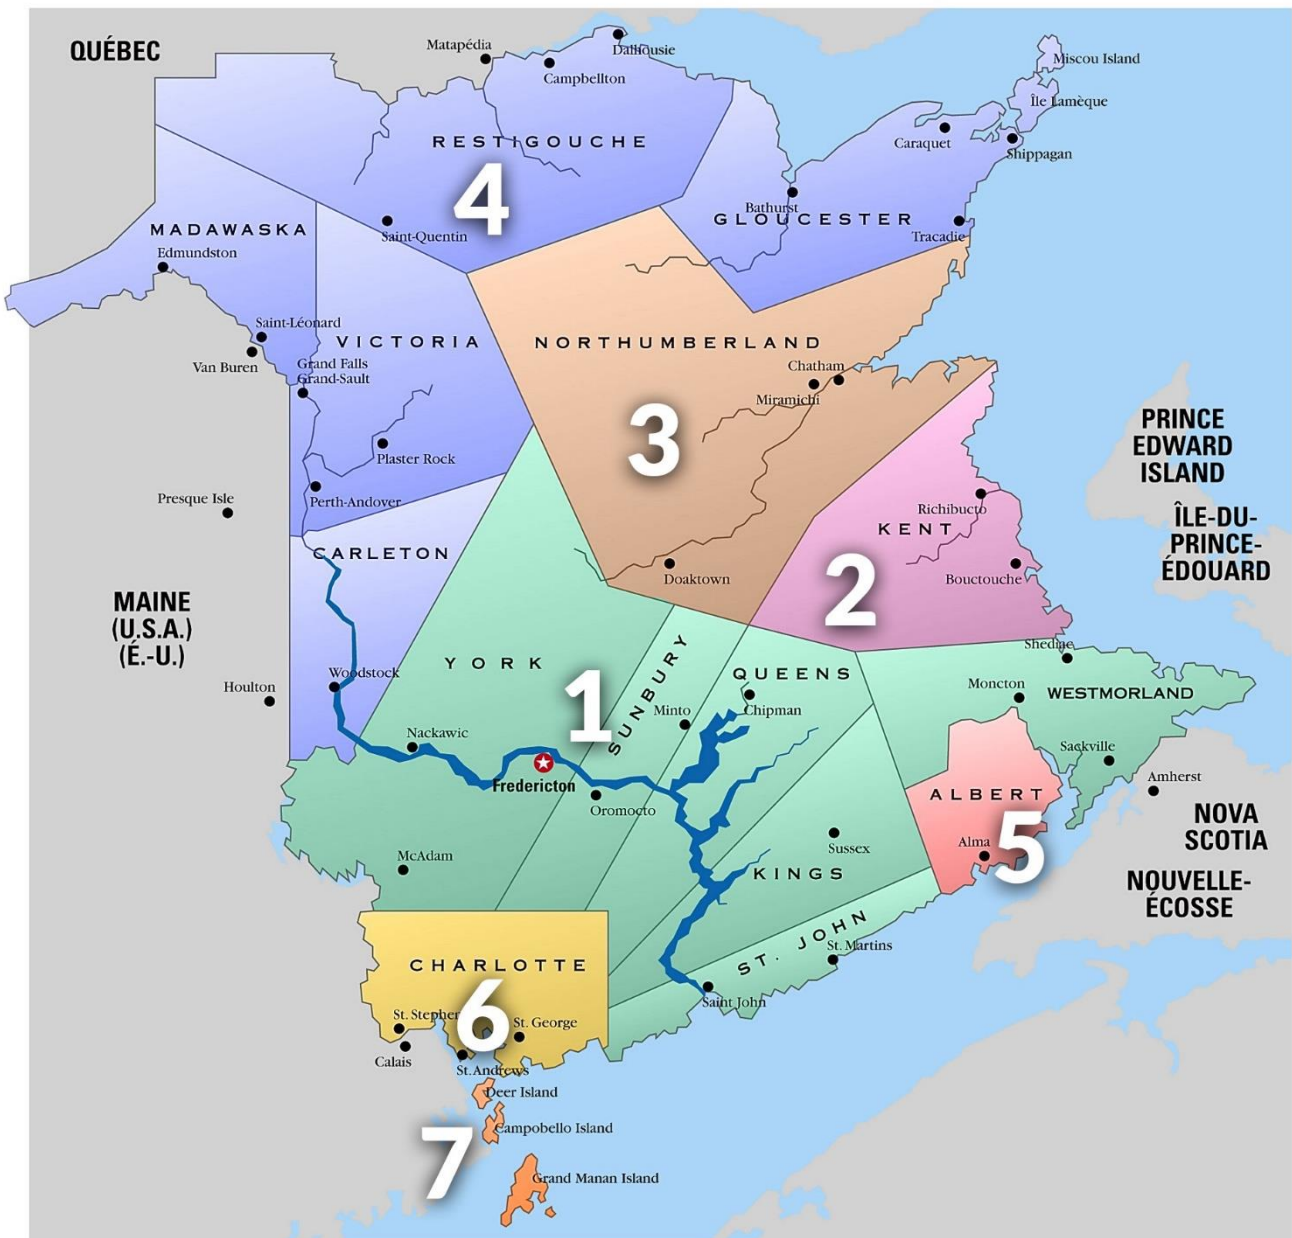 QUÉBEC
Matapédia
Dalhousie
Campbellton
Miscou Island
Île Lamèque
Caraquet
Shippagan
RESTIGOUCHE
4
Bathurst
GLOUCESTER
Tracadie
MADAWASKA
Saint-Quentin
Edmundston
Saint-Léonard
Van Buren
VICTORIA
Grand Falls
Grand-Sault
NORTHUMBERLAND
Chatham
Miramichi
3
Plaster Rock
Perth-Andover
Presque Isle
PRINCE
EDWARD
ISLAND
ÎLE-DU-
PRINCE-
ÉDOUARD
Richibucto
KENT
2
Bouctouche
CARLETON
Doaktown
MAINE
(U.S.A.)
(É.-U.)
Houlton
Woodstock
YORK
1
SUNBURY
QUEENS
Minto
Chipman
Shediac
Moncton
WESTMORLAND
Sackville
Amherst
Nackawic
Fredericton
Oromocto
ALBERT
Alma
5
NOVA
SCOTIA
NOUVELLE-
ÉCOSSE
McAdam
Sussex
KINGS
ST. JOHN
St. Martins
Saint John
CHARLOTTE
6
St. Stephen
St. George
Calais
St. Andrews
Deer Island
7
Campobello Island
Grand Manan Island